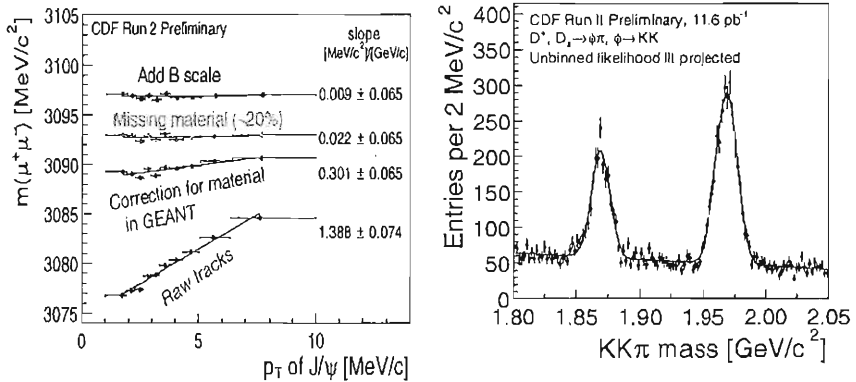 CDF Run 2 Preliminary
slope
[MeV/c²]/[GeV/c]
m(μ⁺μ⁻) [MeV/c²]
3105
3100
3095
3090
3085
3080
3075
Add B scale
0.009 ± 0.065
Missing material (~20%)
0.022 ± 0.065
0.301 ± 0.065
Correction for material
in GEANT
1.388 ± 0.074
Raw tracks
0
5
10
p_T of J/ψ [MeV/c]
CDF Run II Preliminary, 11.6 pb⁻¹
D⁺, Dₛ→φπ, φ→KK
Unbinned likelihood fit projected
Entries per 2 MeV/c²
400
350
300
250
200
150
100
50
0
1.80
1.85
1.90
1.95
2.00
2.05
KKπ mass [GeV/c²]